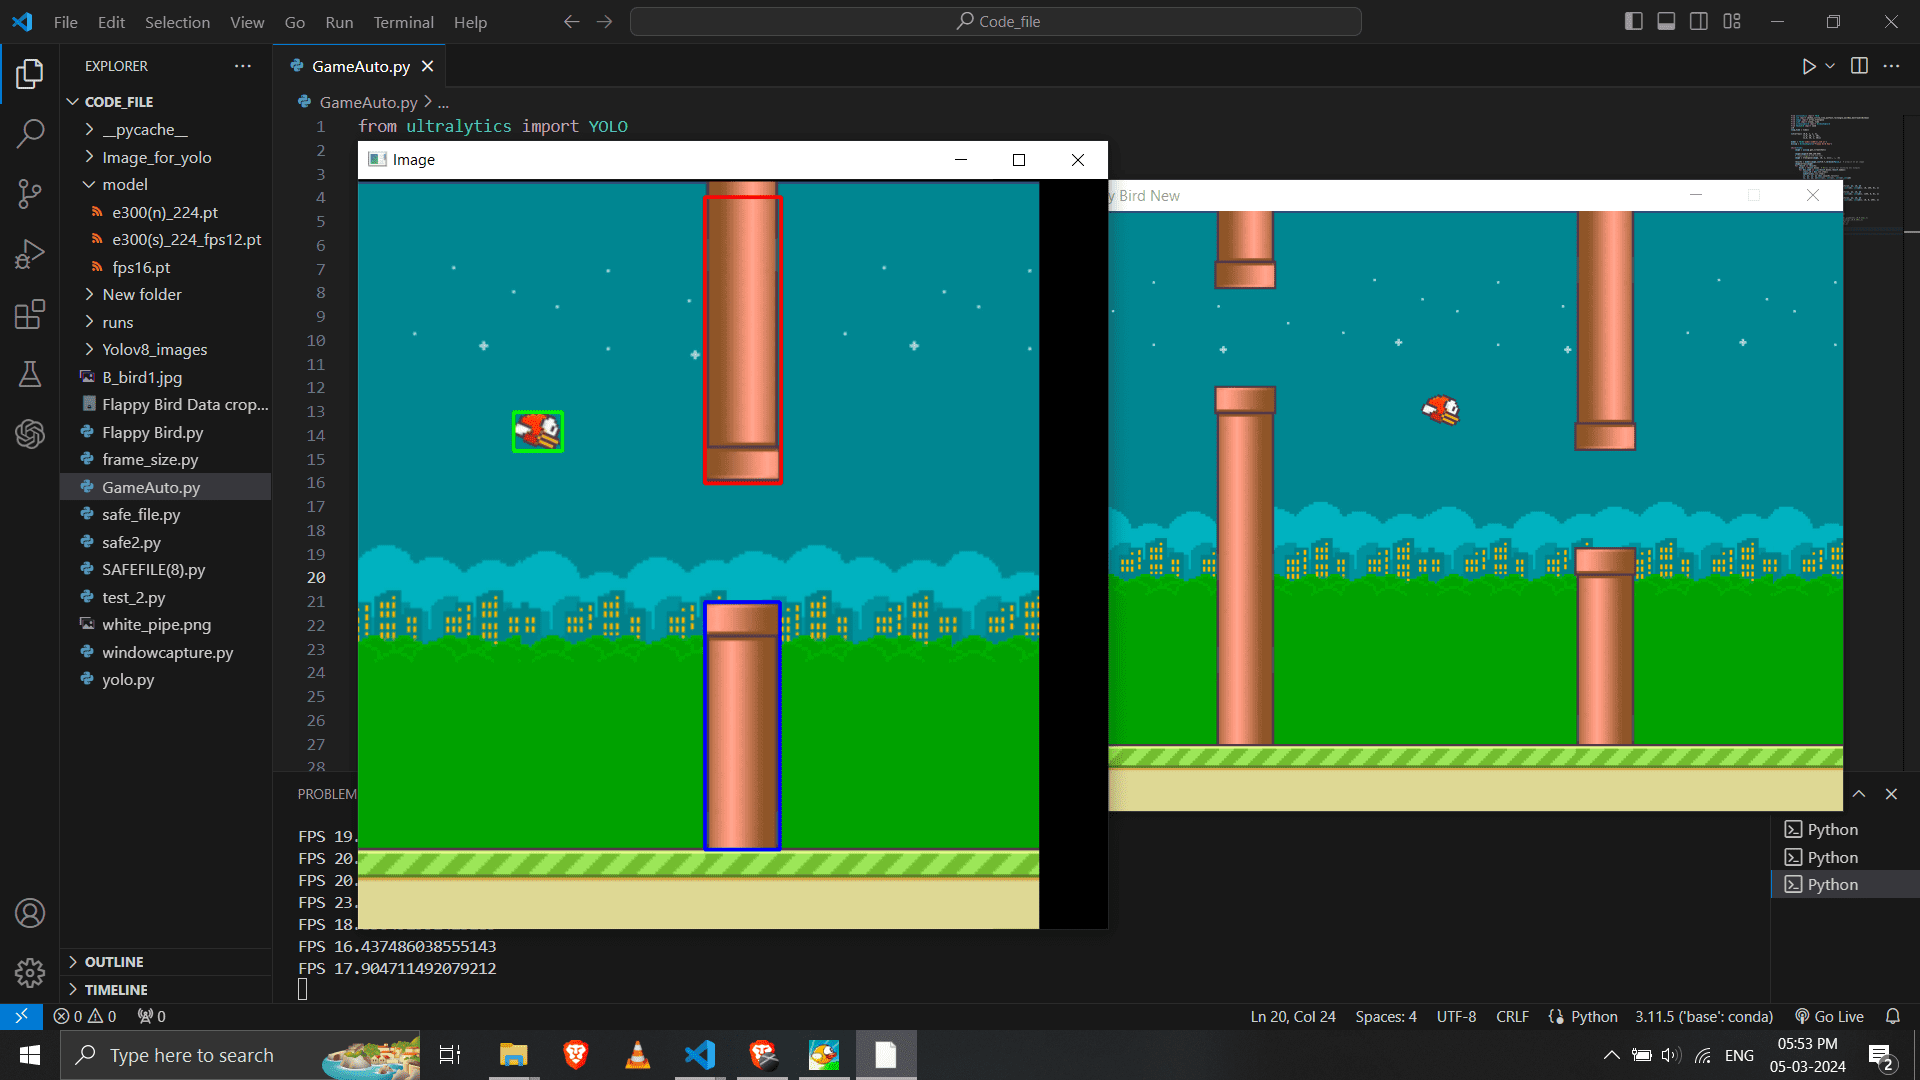 File Edit Selection View Go Run Terminal Help
Code_file
EXPLORER
GameAuto.py
CODE_FILE
GameAuto.py > ...
__pycache__
Image_for_yolo
model
e300(n)_224.pt
e300(s)_224_fps12.pt
fps16.pt
New folder
runs
Yolov8_images
B_bird1.jpg
Flappy Bird Data crop...
Flappy Bird.py
frame_size.py
GameAuto.py
safe_file.py
safe2.py
SAFEFILE(8).py
test_2.py
white_pipe.png
windowcapture.py
yolo.py
OUTLINE
TIMELINE
1 from ultralytics import YOLO
2
3
4
5
6
7
8
9
10
11
12
13
14
15
16
17
18
19
20
21
22
23
24
25
26
27
28
Image
y Bird New
PROBLEM
FPS 19.
FPS 20.
FPS 20.
FPS 23.
FPS 18.
FPS 16.437486038555143
FPS 17.904711492079212
Python
Python
Python
0 0 0
Ln 20, Col 24 Spaces: 4 UTF-8 CRLF Python 3.11.5 ('base': conda) Go Live
Type here to search
ENG
05:53 PM
05-03-2024
2